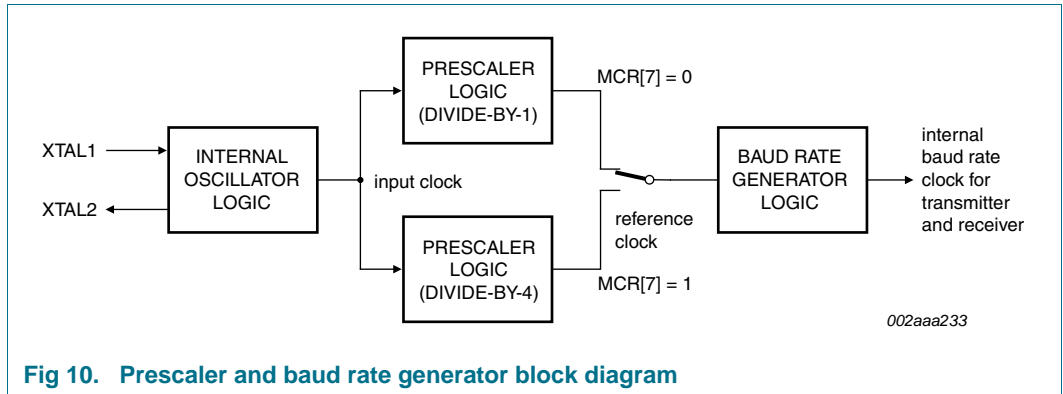 PRESCALER
LOGIC
(DIVIDE-BY-1)
MCR[7] = 0
XTAL1
XTAL2
INTERNAL
OSCILLATOR
LOGIC
input clock
BAUD RATE
GENERATOR
LOGIC
internal
baud rate
clock for
transmitter
and receiver
reference
clock
PRESCALER
LOGIC
(DIVIDE-BY-4)
MCR[7] = 1
002aaa233
Fig 10. Prescaler and baud rate generator block diagram